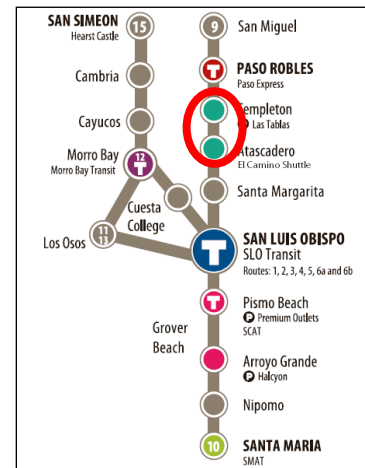 SAN SIMEON
Hearst Castle
15
Cambria
Cayucos
Morro Bay
Morro Bay Transit
12
T
Cuesta
College
Los Osos
11
13
9
San Miguel
T
PASO ROBLES
Paso Express
Templeton
P Las Tablas
Atascadero
El Camino Shuttle
Santa Margarita
T
SAN LUIS OBISPO
SLO Transit
Routes: 1, 2, 3, 4, 5, 6a and 6b
T
Pismo Beach
P Premium Outlets
SCAT
Grover
Beach
Arroyo Grande
P Halcyon
Nipomo
10
SANTA MARIA
SMAT